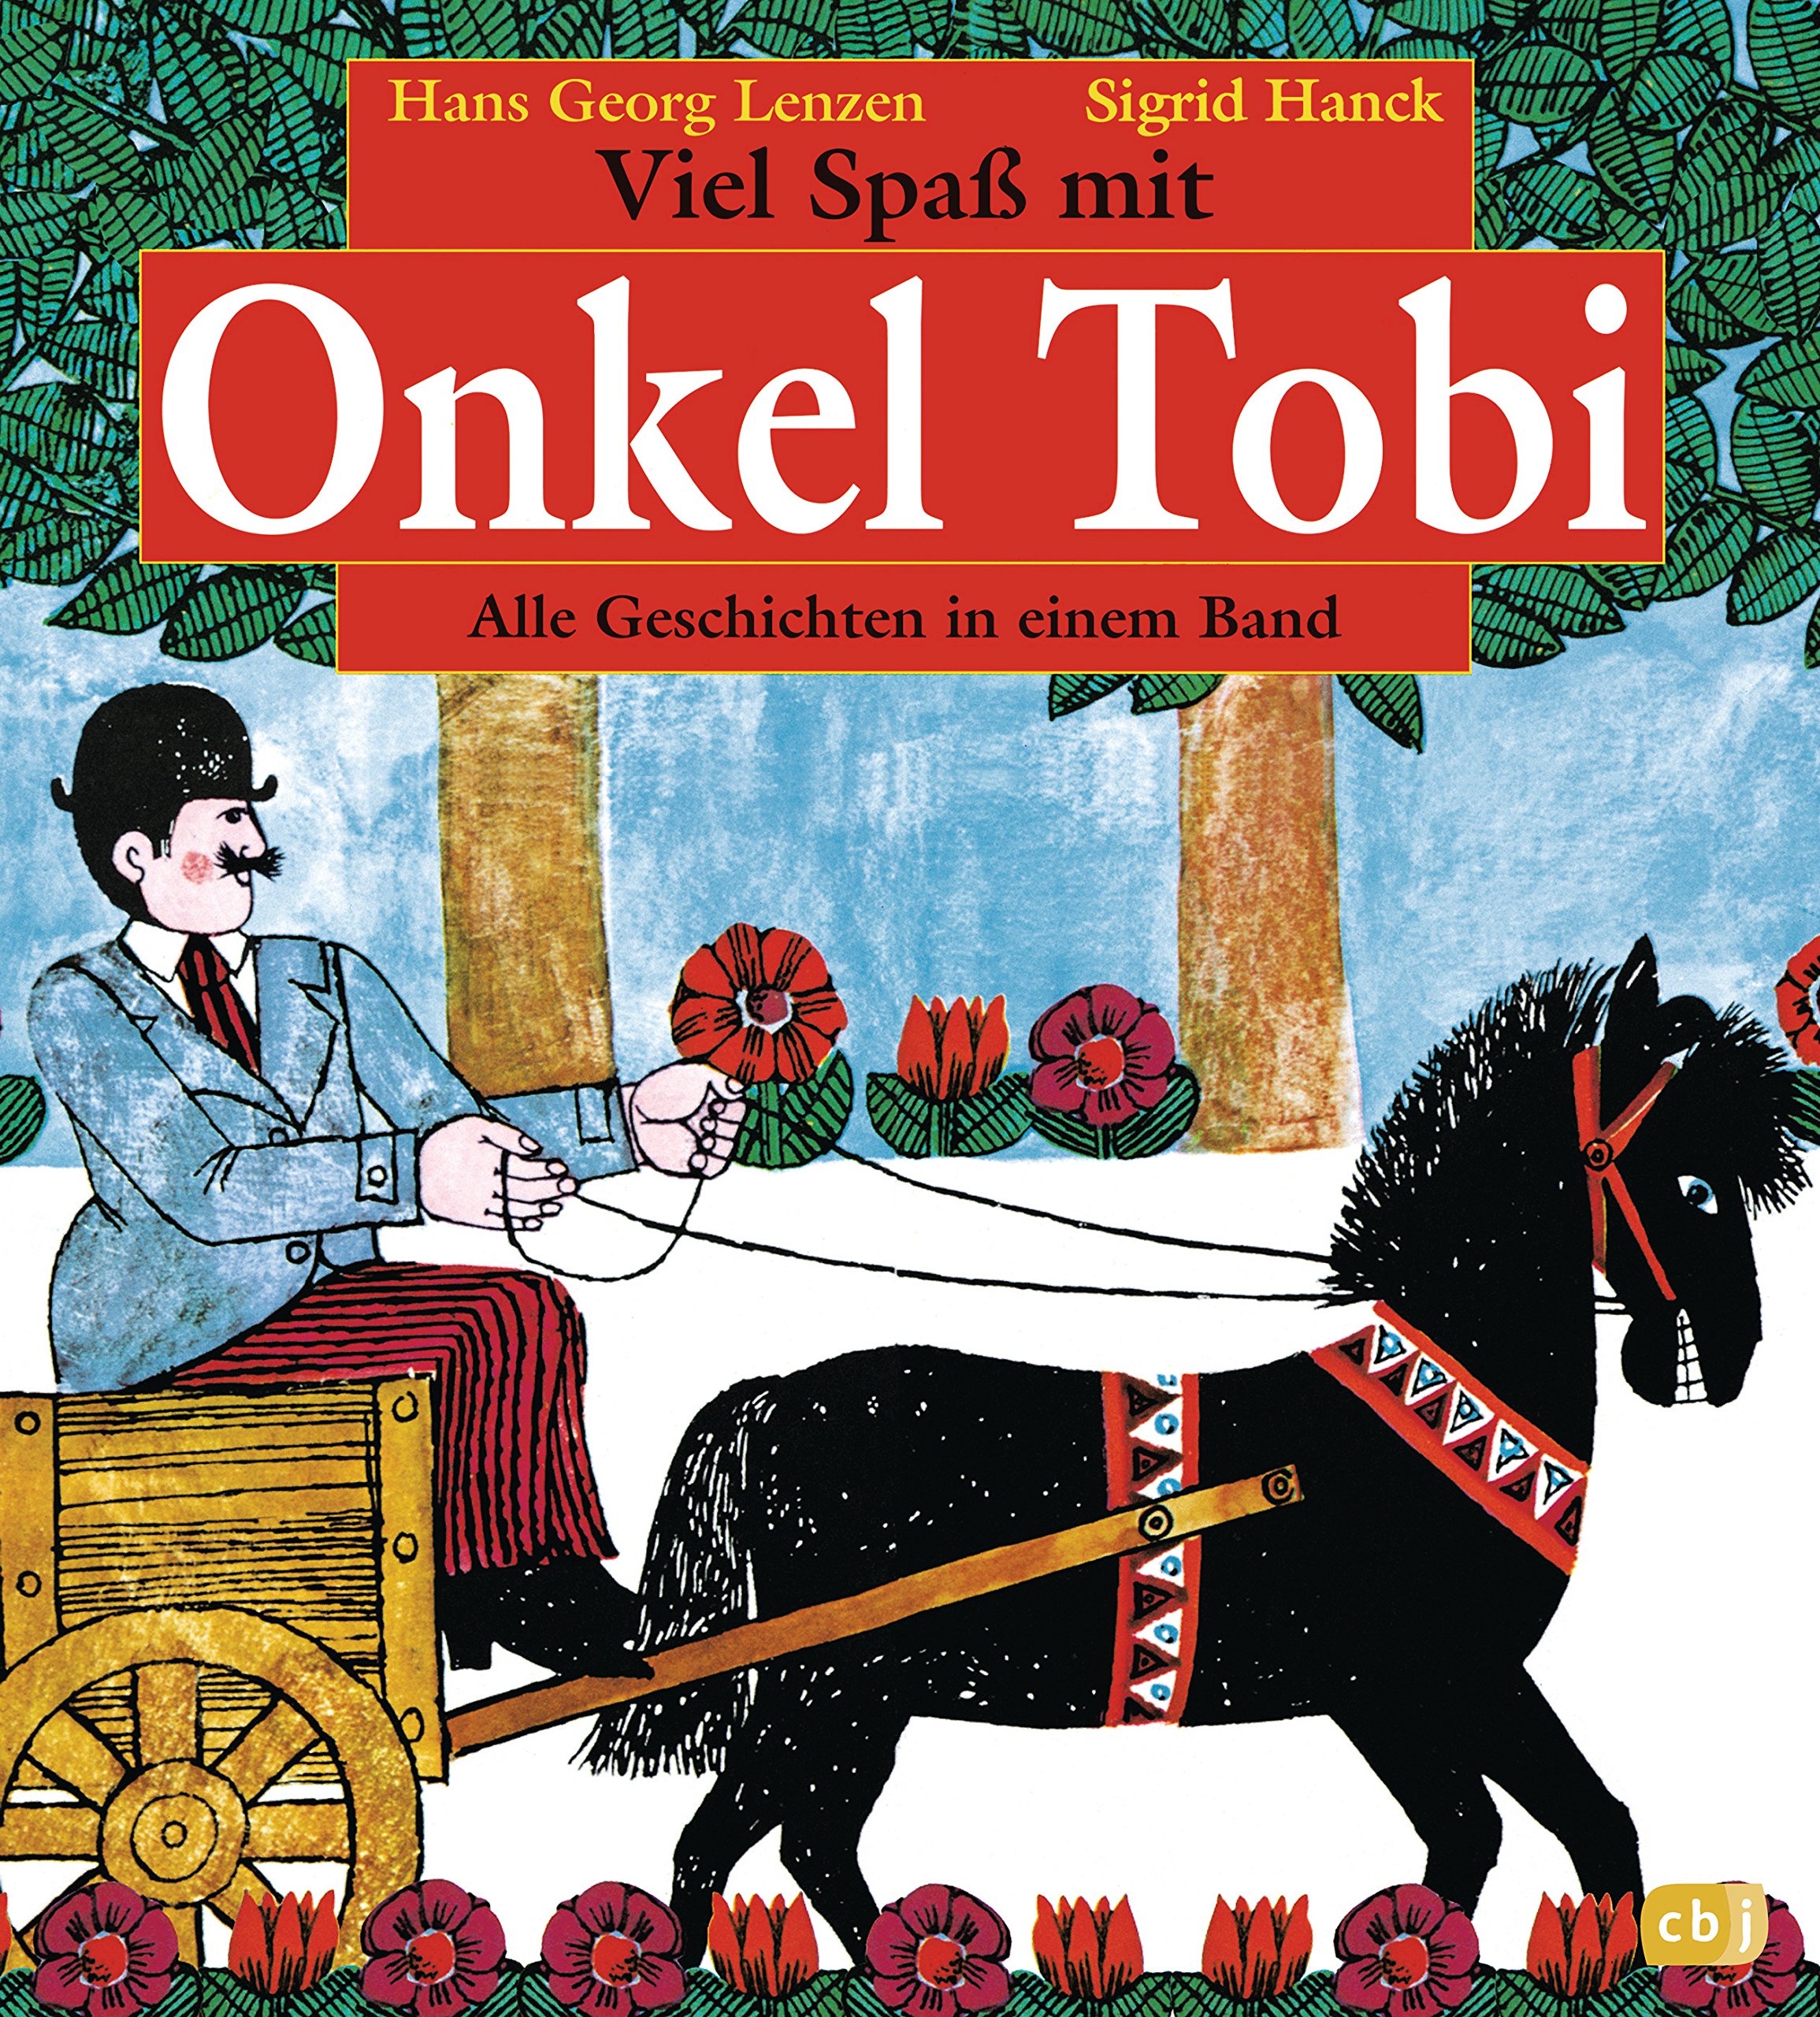 Hans Georg Lenzen Sigrid Hanck
Viel Spaß mit
Onkel Tobi
Alle Geschichten in einem Band
cbj